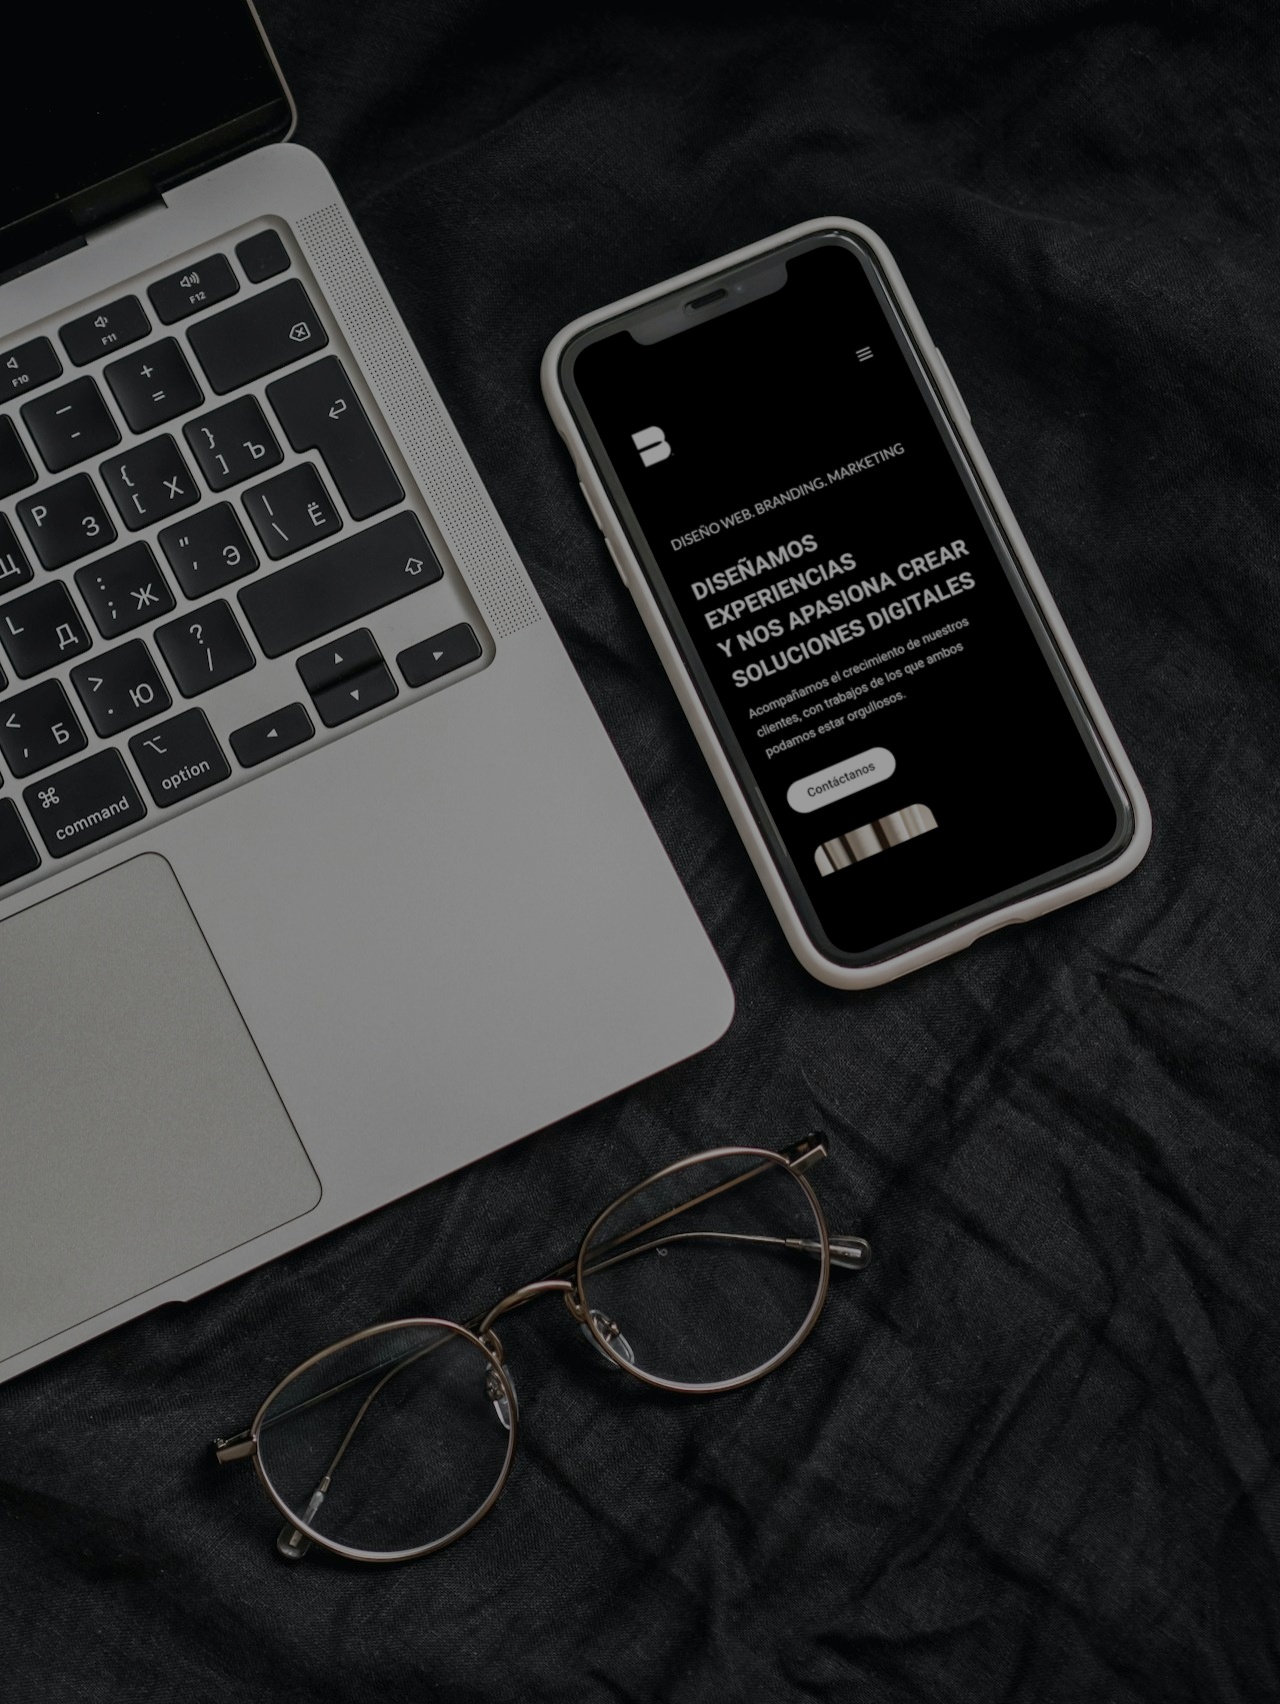 F10
F11
F12
+
=
—
-
}
]
Ъ
{
[
Х
P
З
|
\
Ё
"
'
Э
:
;
Ж
L
Д
?
/
>
.
Ю
<
,
Б
option
command
B
DISEÑO WEB. BRANDING. MARKETING
DISEÑAMOS
EXPERIENCIAS
Y NOS APASIONA CREAR
SOLUCIONES DIGITALES
Acompañamos el crecimiento de nuestros
clientes, con trabajos de los que ambos
podamos estar orgullosos.
Contáctanos